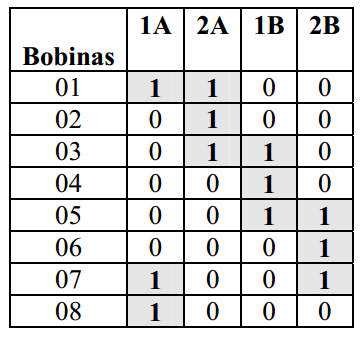 1A 2A 1B 2B
Bobinas
01 1 1 0 0
02 0 1 0 0
03 0 1 1 0
04 0 0 1 0
05 0 0 1 1
06 0 0 0 1
07 1 0 0 1
08 1 0 0 0